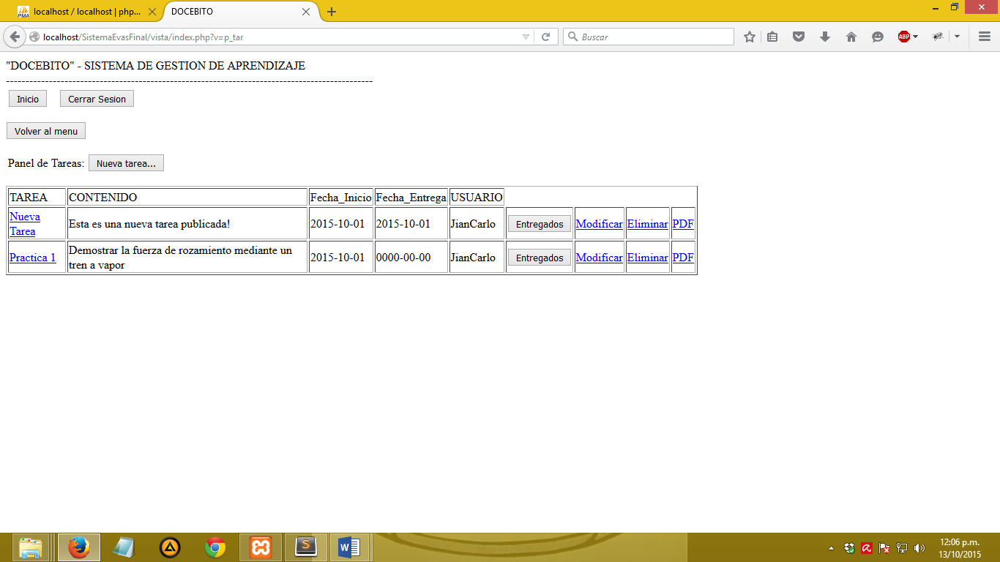 localhost / localhost | php...
DOCEBITO
localhost/SistemaEvasFinal/vista/index.php?v=p_tar
Buscar
ABP
"DOCEBITO" - SISTEMA DE GESTION DE APRENDIZAJE
----------------------------------------------------------------------------------------------------
Inicio Cerrar Sesion
Volver al menu
Panel de Tareas: Nueva tarea...
TAREA CONTENIDO Fecha_Inicio Fecha_Entrega USUARIO
Nueva Tarea Esta es una nueva tarea publicada! 2015-10-01 2015-10-01 JianCarlo Entregados Modificar Eliminar PDF
Practica 1 Demostrar la fuerza de rozamiento mediante un tren a vapor 2015-10-01 0000-00-00 JianCarlo Entregados Modificar Eliminar PDF
12:06 p.m.
13/10/2015